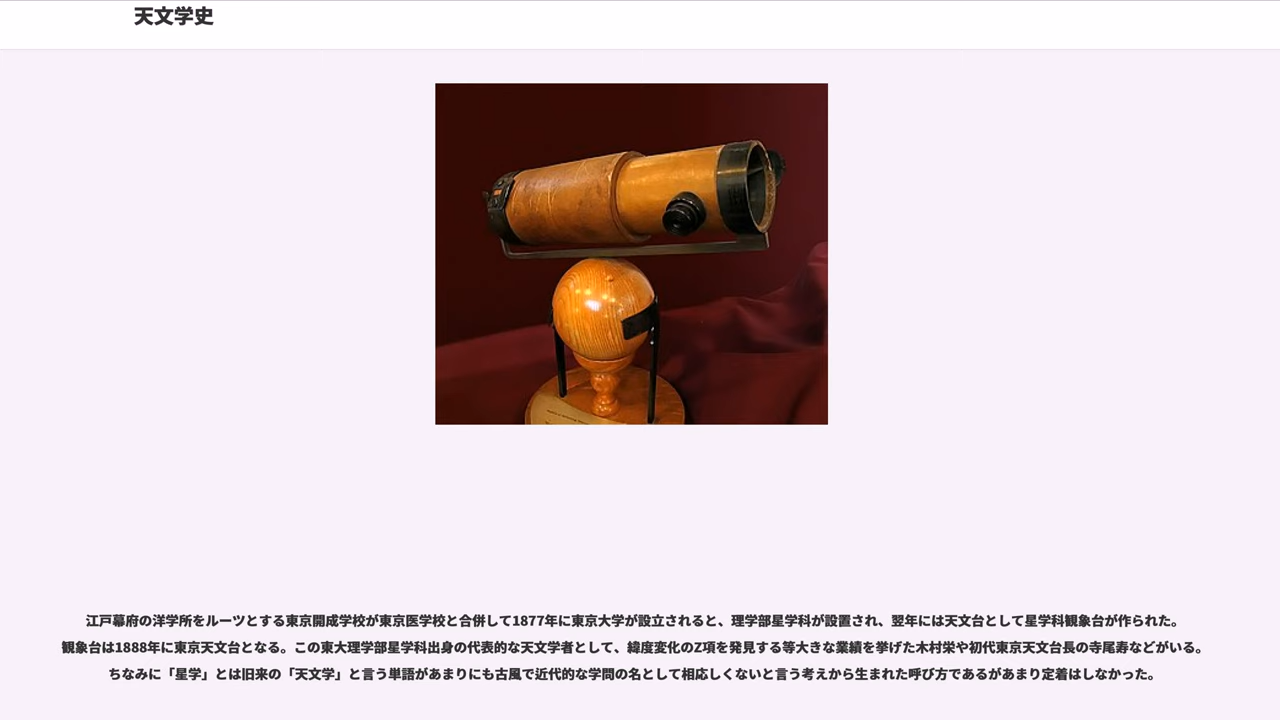 天文学史
江戸幕府の洋学所をルーツとする東京開成学校が東京医学校と合併して1877年に東京大学が設立されると、理学部星学科が設置され、翌年には天文台として星学科観象台が作られた。
観象台は1888年に東京天文台となる。この東大理学部星学科出身の代表的な天文学者として、緯度変化のZ項を発見する等大きな業績を挙げた木村栄や初代東京天文台長の寺尾寿などがいる。
ちなみに「星学」とは旧来の「天文学」と言う単語があまりにも古風で近代的な学問の名として相応しくないと言う考えから生まれた呼び方であるがあまり定着はしなかった。